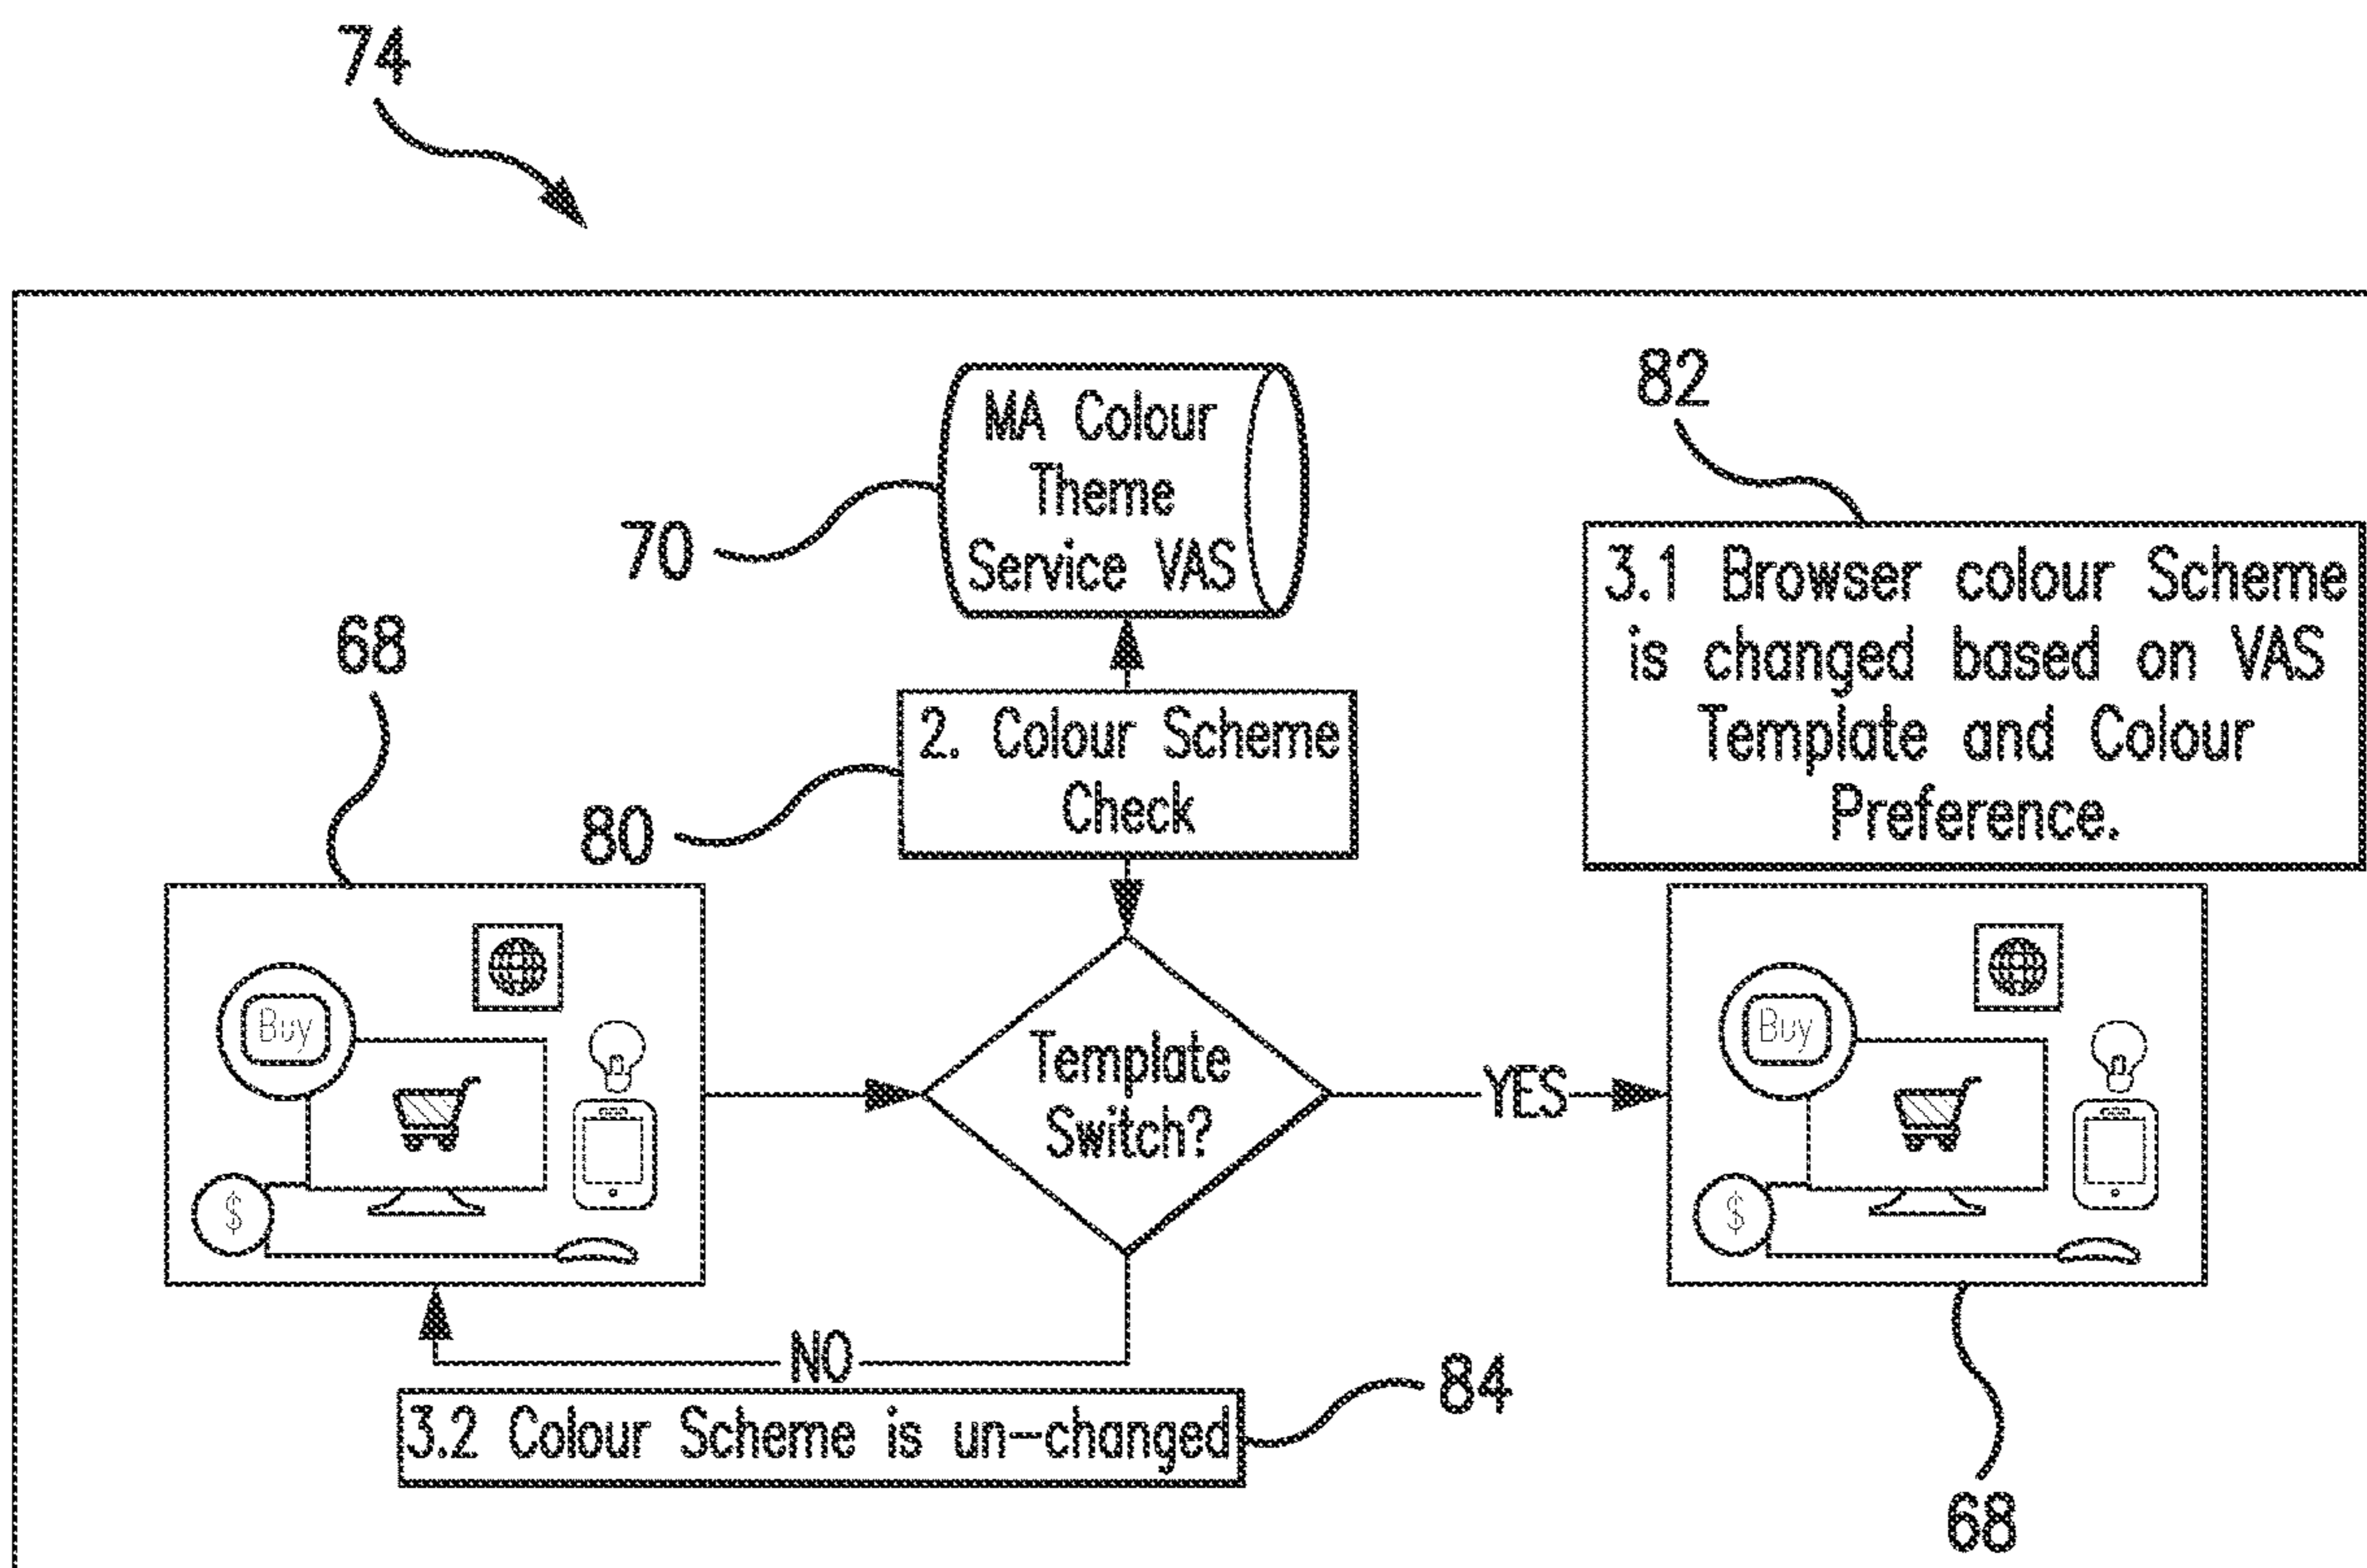 74
MA Colour
Theme
Service VAS
70
82
3.1 Browser colour Scheme
is changed based on VAS
Template and Colour
Preference.
68
2. Colour Scheme
Check
80
Buy
$
Template
Switch?
YES
Buy
$
NO
3.2 Colour Scheme is un-changed
84
68